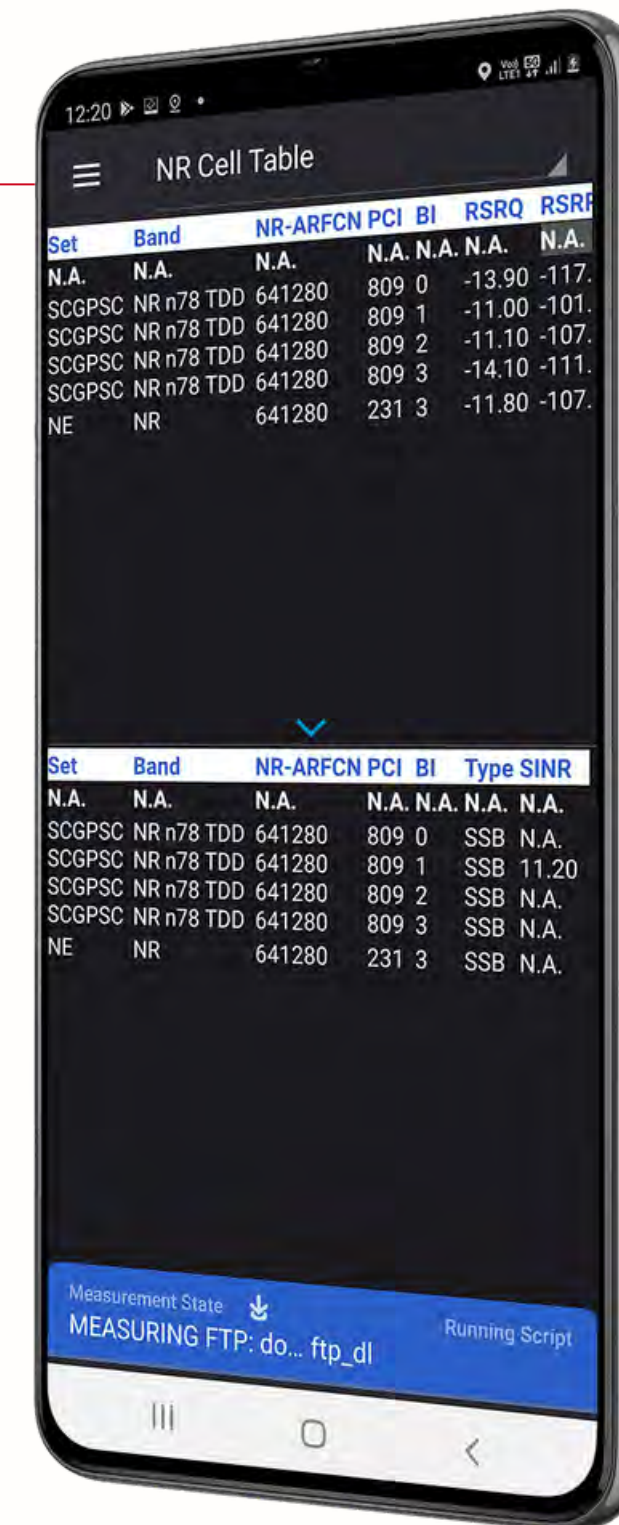 12:20
Vo)) LTE1 5G
NR Cell Table
Set Band NR-ARFCN PCI BI RSRQ RSRP
N.A. N.A. N.A. N.A. N.A. N.A. N.A.
SCGPSC NR n78 TDD 641280 809 0 -13.90 -117.
SCGPSC NR n78 TDD 641280 809 1 -11.00 -101.
SCGPSC NR n78 TDD 641280 809 2 -11.10 -107.
SCGPSC NR n78 TDD 641280 809 3 -14.10 -111.
NE NR 641280 231 3 -11.80 -107.
Set Band NR-ARFCN PCI BI Type SINR
N.A. N.A. N.A. N.A. N.A. N.A. N.A.
SCGPSC NR n78 TDD 641280 809 0 SSB N.A.
SCGPSC NR n78 TDD 641280 809 1 SSB 11.20
SCGPSC NR n78 TDD 641280 809 2 SSB N.A.
SCGPSC NR n78 TDD 641280 809 3 SSB N.A.
NE NR 641280 231 3 SSB N.A.
Measurement State Running Script
MEASURING FTP: do... ftp_dl